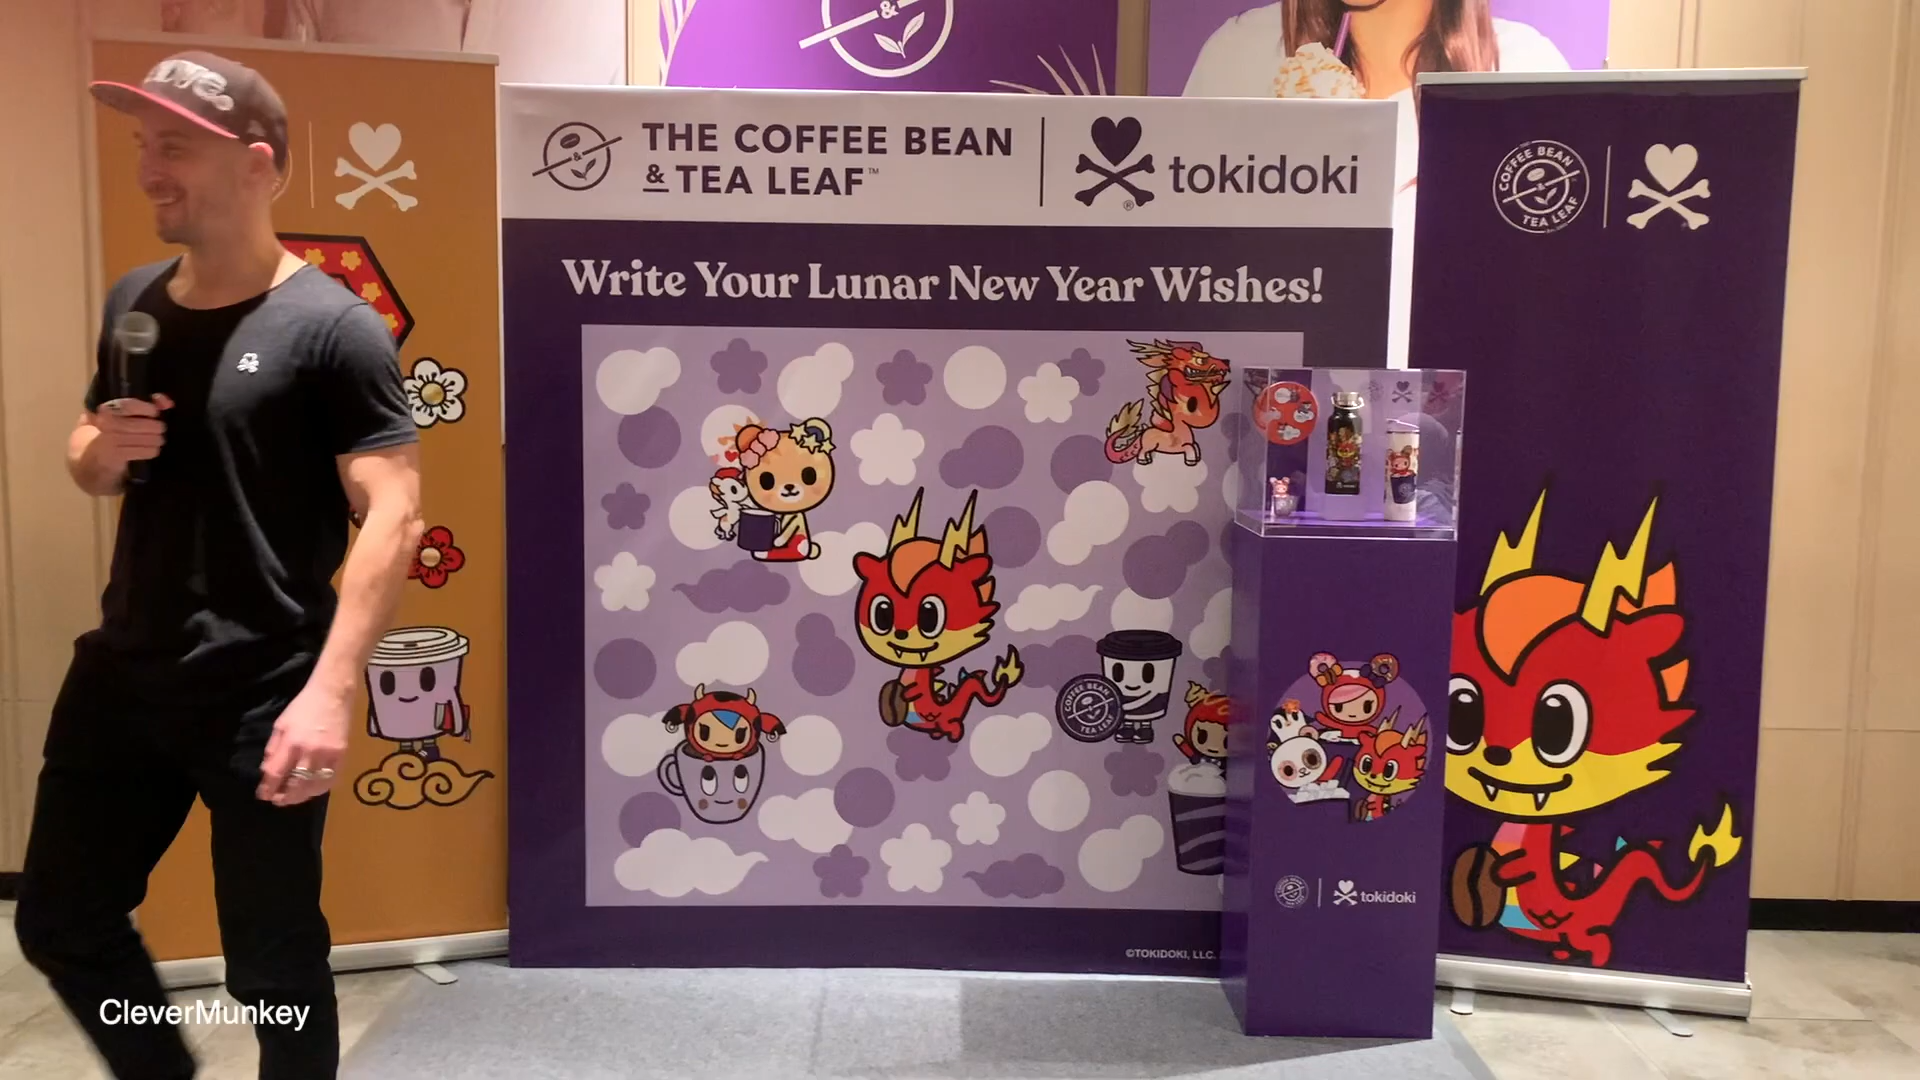 THE COFFEE BEAN
& TEA LEAF™
tokidoki
Write Your Lunar New Year Wishes!
COFFEE BEAN
TEA LEAF
COFFEE BEAN
TEA LEAF
tokidoki
©TOKIDOKI, LLC.
CleverMunkey